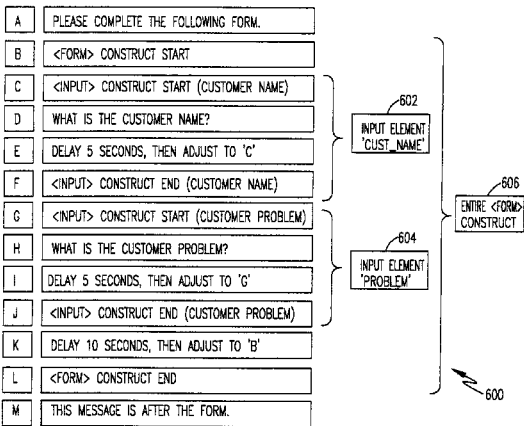 A PLEASE COMPLETE THE FOLLOWING FORM.
B <FORM> CONSTRUCT START
C <INPUT> CONSTRUCT START (CUSTOMER NAME)
D WHAT IS THE CUSTOMER NAME?
E DELAY 5 SECONDS, THEN ADJUST TO 'C'
F <INPUT> CONSTRUCT END (CUSTOMER NAME)
G <INPUT> CONSTRUCT START (CUSTOMER PROBLEM)
H WHAT IS THE CUSTOMER PROBLEM?
I DELAY 5 SECONDS, THEN ADJUST TO 'G'
J <INPUT> CONSTRUCT END (CUSTOMER PROBLEM)
K DELAY 10 SECONDS, THEN ADJUST TO 'B'
L <FORM> CONSTRUCT END
M THIS MESSAGE IS AFTER THE FORM.
602
INPUT ELEMENT
'CUST_NAME'
604
INPUT ELEMENT
'PROBLEM'
606
ENTIRE <FORM>
CONSTRUCT
600